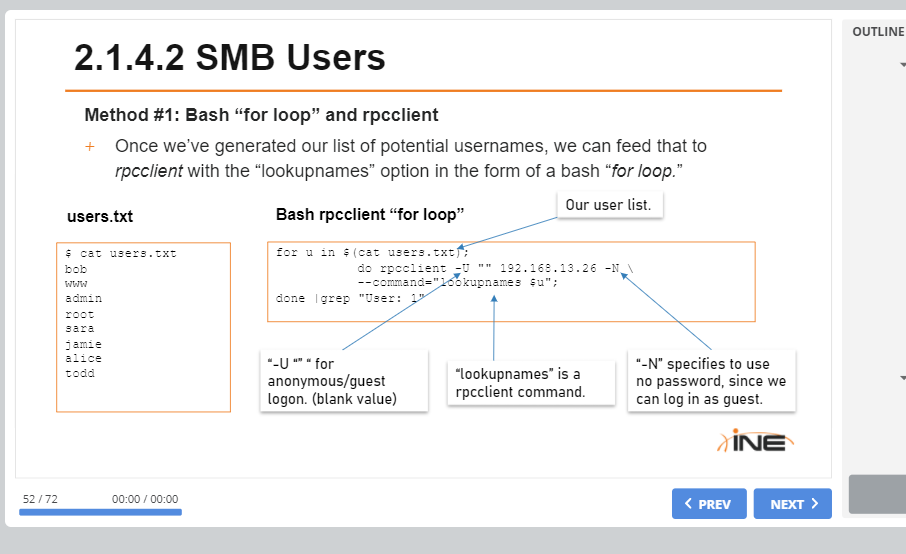 OUTLINE
2.1.4.2 SMB Users
Method #1: Bash “for loop” and rpcclient
+ Once we’ve generated our list of potential usernames, we can feed that to
rpcclient with the “lookupnames” option in the form of a bash “for loop.”
Our user list.
users.txt
Bash rpcclient “for loop”
$ cat users.txt
bob
www
admin
root
sara
jamie
alice
todd
for u in $(cat users.txt);
do rpcclient -U "" 192.168.13.26 -N \
--command="lookupnames $u";
done |grep "User: 1"
“-U “” “ for
anonymous/guest
logon. (blank value)
“lookupnames” is a
rpcclient command.
“-N” specifies to use
no password, since we
can log in as guest.
INE
52 / 72
00:00 / 00:00
PREV
NEXT